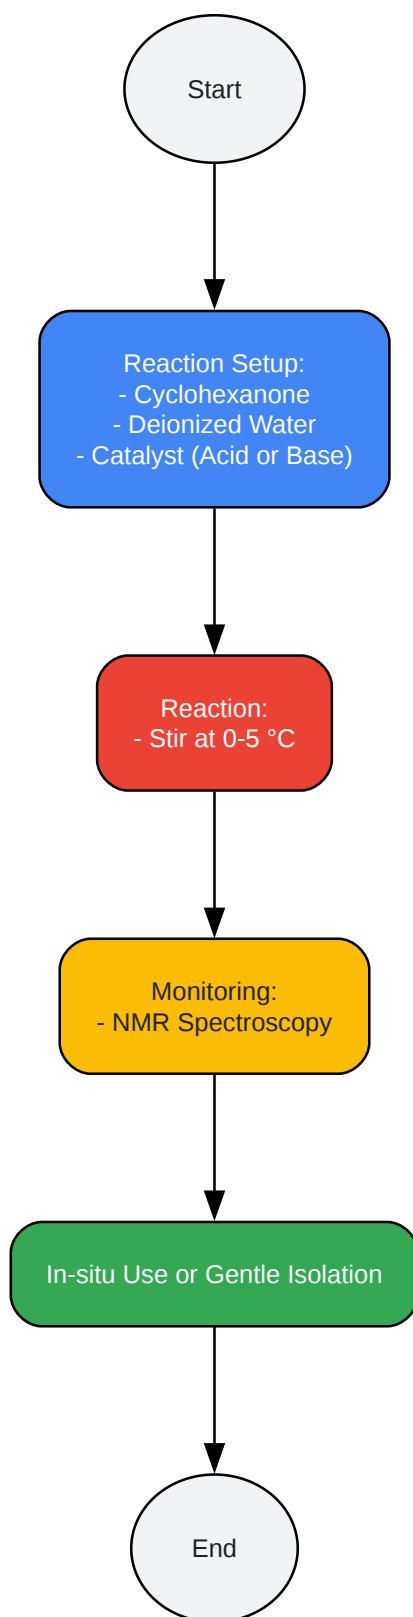 Start
Reaction Setup:
- Cyclohexanone
- Deionized Water
- Catalyst (Acid or Base)
Reaction:
- Stir at 0-5 °C
Monitoring:
- NMR Spectroscopy
In-situ Use or Gentle Isolation
End